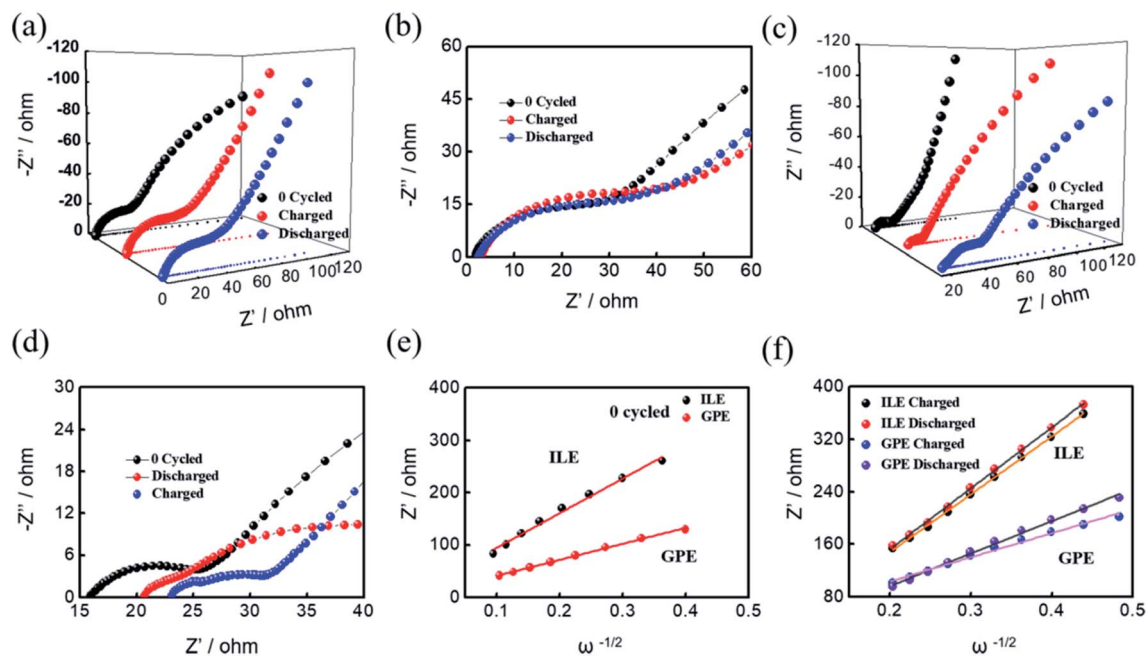 (a)
-120
-100
-80
-60
-40
-20
0
-Z'' / ohm
0 Cycled
Charged
Discharged
0 20 40 60 80 100 120
Z' / ohm
(b)
60
45
30
15
0
-Z'' / ohm
0 Cycled
Charged
Discharged
0 10 20 30 40 50 60
Z' / ohm
(c)
-120
-100
-80
-60
-40
-20
0
Z'' / ohm
0 Cycled
Charged
Discharged
20 40 60 80 100 120
Z' / ohm
(d)
30
24
18
12
6
0
-Z'' / ohm
0 Cycled
Discharged
Charged
15 20 25 30 35 40
Z' / ohm
(e)
400
300
200
100
0
Z' / ohm
0 cycled
ILE
GPE
ILE
GPE
0.1 0.2 0.3 0.4 0.5
ω -1/2
(f)
400
320
240
160
80
Z' / ohm
ILE Charged
ILE Discharged
GPE Charged
GPE Discharged
ILE
GPE
0.2 0.3 0.4 0.5
ω -1/2